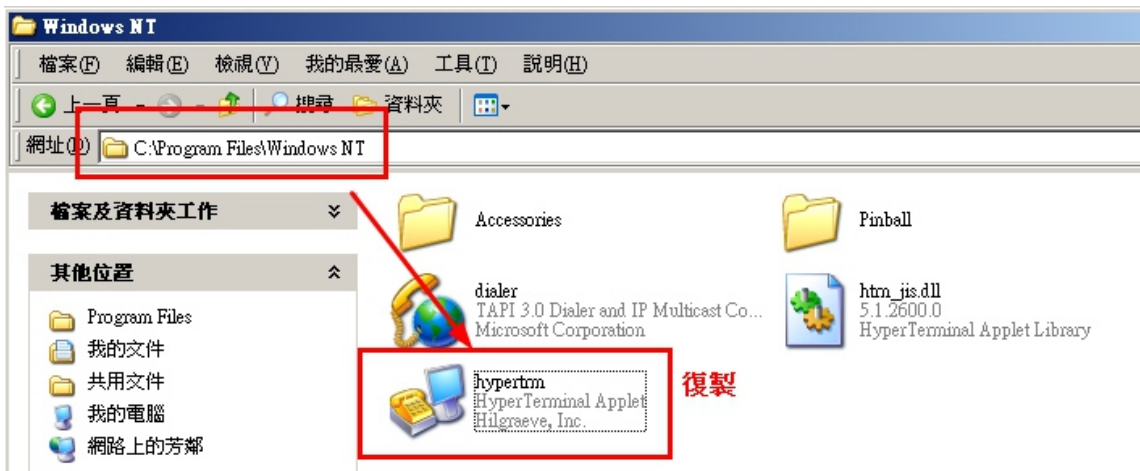 Windows NT
檔案(F) 編輯(E) 檢視(V) 我的最愛(A) 工具(T) 說明(H)
上一頁 搜尋 資料夾
網址(D) C:\Program Files\Windows NT
檔案及資料夾工作
其他位置
Program Files
我的文件
共用文件
我的電腦
網路上的芳鄰
Accessories
Pinball
dialer
TAPI 3.0 Dialer and IP Multicast Co...
Microsoft Corporation
htrn_jis.dll
5.1.2600.0
HyperTerminal Applet Library
hypertrm
HyperTerminal Applet
Hilgraeve, Inc.
復製